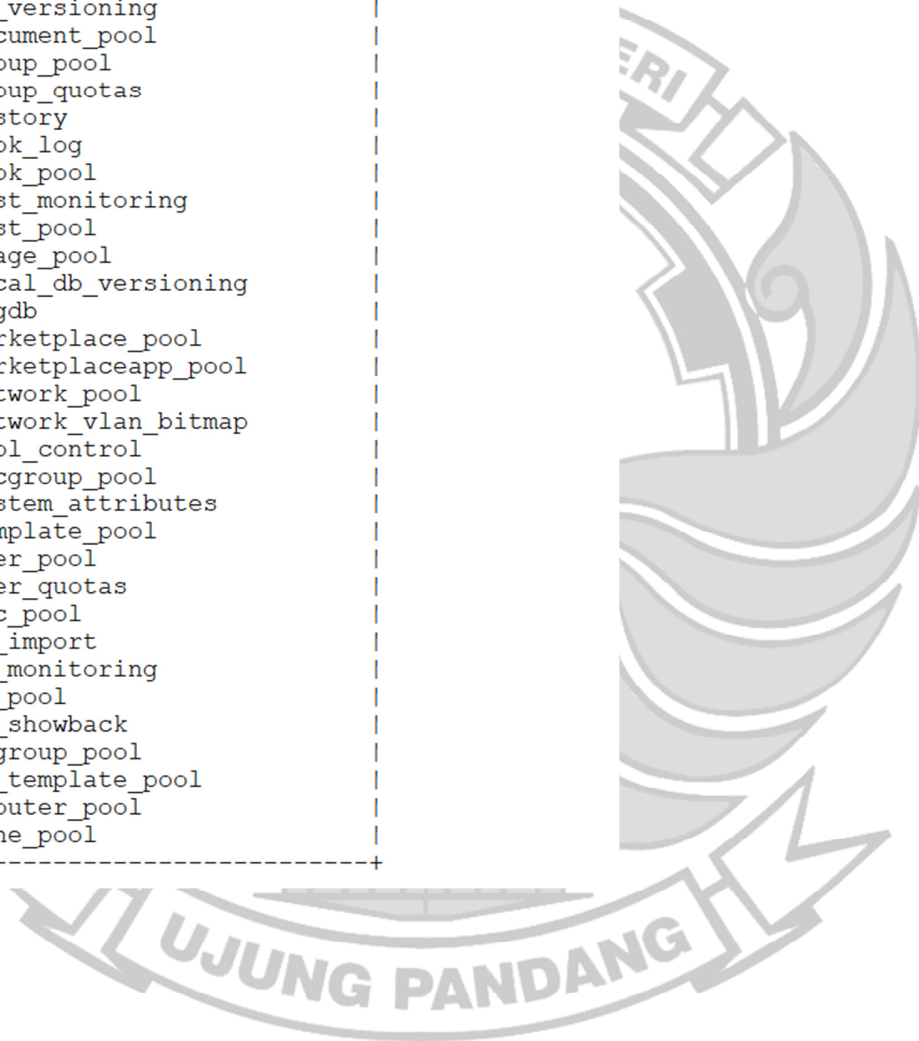 _versioning |
cument_pool |
oup_pool |
oup_quotas |
story |
ok_log |
ok_pool |
st_monitoring |
st_pool |
age_pool |
cal_db_versioning |
gdb |
rketplace_pool |
rketplaceapp_pool |
twork_pool |
twork_vlan_bitmap |
ol_control |
cgroup_pool |
stem_attributes |
mplate_pool |
er_pool |
er_quotas |
c_pool |
_import |
_monitoring |
_pool |
_showback |
group_pool |
_template_pool |
outer_pool |
ne_pool |
-------------------------+
ERI
UJUNG PANDANG